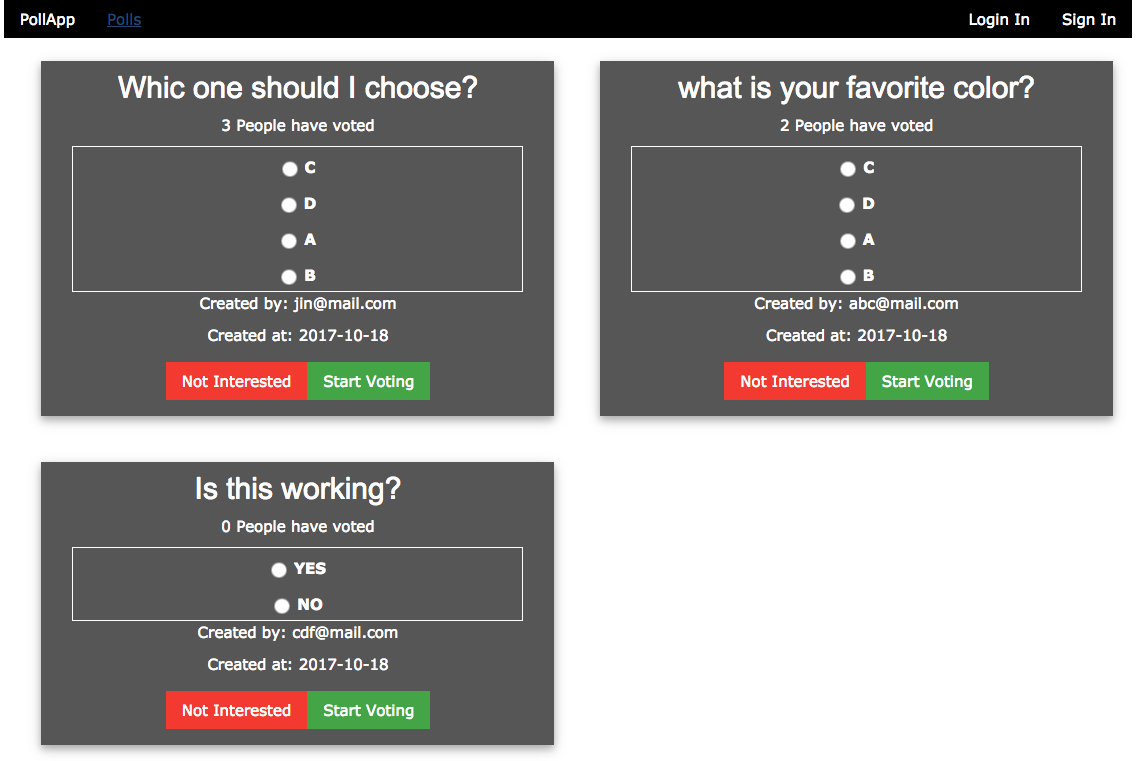 PollApp Polls Login In Sign In
Whic one should I choose?
3 People have voted
C
D
A
B
Created by: jin@mail.com
Created at: 2017-10-18
Not Interested Start Voting
what is your favorite color?
2 People have voted
C
D
A
B
Created by: abc@mail.com
Created at: 2017-10-18
Not Interested Start Voting
Is this working?
0 People have voted
YES
NO
Created by: cdf@mail.com
Created at: 2017-10-18
Not Interested Start Voting